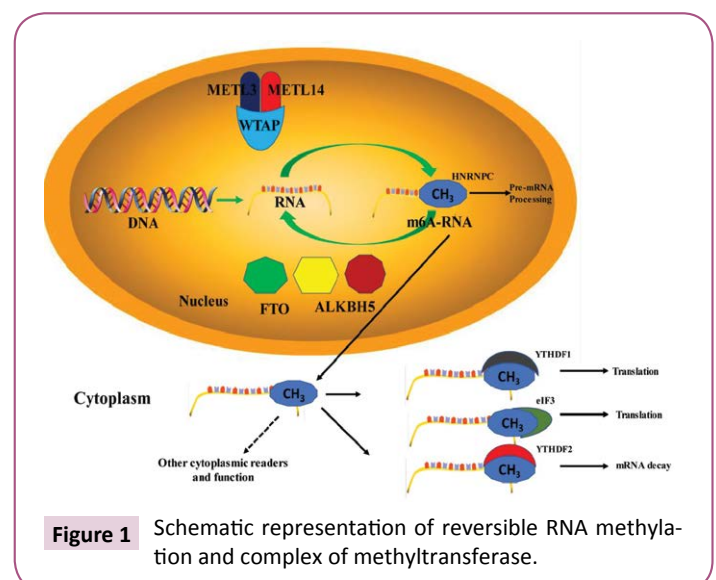 METL3 METL14
WTAP
HNRNPC
CH3
Pre-mRNA
Processing
RNA
DNA
m6A-RNA
Nucleus
FTO
ALKBH5
YTHDF1
CH3
Translation
Cytoplasm
CH3
eIF3
CH3
Translation
YTHDF2
CH3
mRNA decay
Other cytoplasmic readers
and function
Figure 1 Schematic representation of reversible RNA methyla-
tion and complex of methyltransferase.